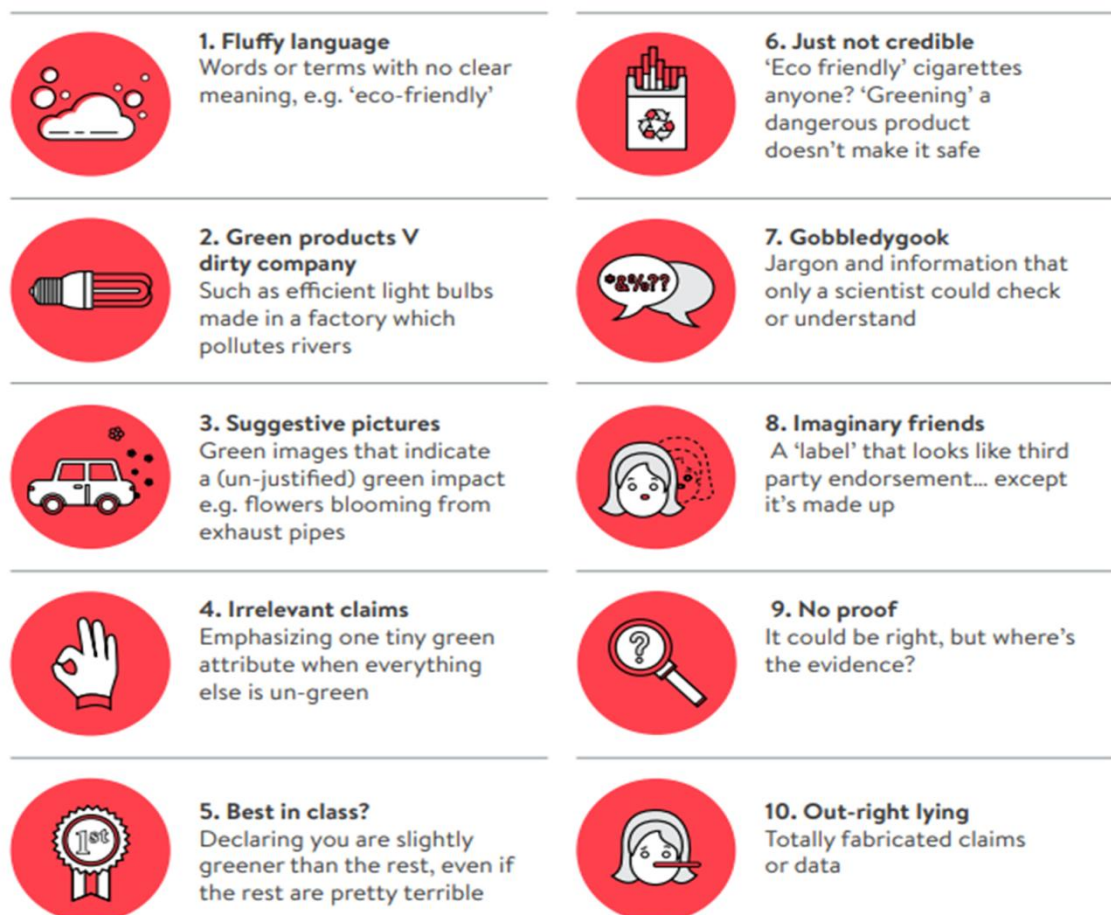 1. Fluffy language
Words or terms with no clear
meaning, e.g. ‘eco-friendly’
2. Green products V
dirty company
Such as efficient light bulbs
made in a factory which
pollutes rivers
3. Suggestive pictures
Green images that indicate
a (un-justified) green impact
e.g. flowers blooming from
exhaust pipes
4. Irrelevant claims
Emphasizing one tiny green
attribute when everything
else is un-green
1st
5. Best in class?
Declaring you are slightly
greener than the rest, even if
the rest are pretty terrible
6. Just not credible
‘Eco friendly’ cigarettes
anyone? ‘Greening’ a
dangerous product
doesn’t make it safe
*&%??
7. Gobbledygook
Jargon and information that
only a scientist could check
or understand
8. Imaginary friends
A ‘label’ that looks like third
party endorsement... except
it’s made up
?
9. No proof
It could be right, but where’s
the evidence?
10. Out-right lying
Totally fabricated claims
or data